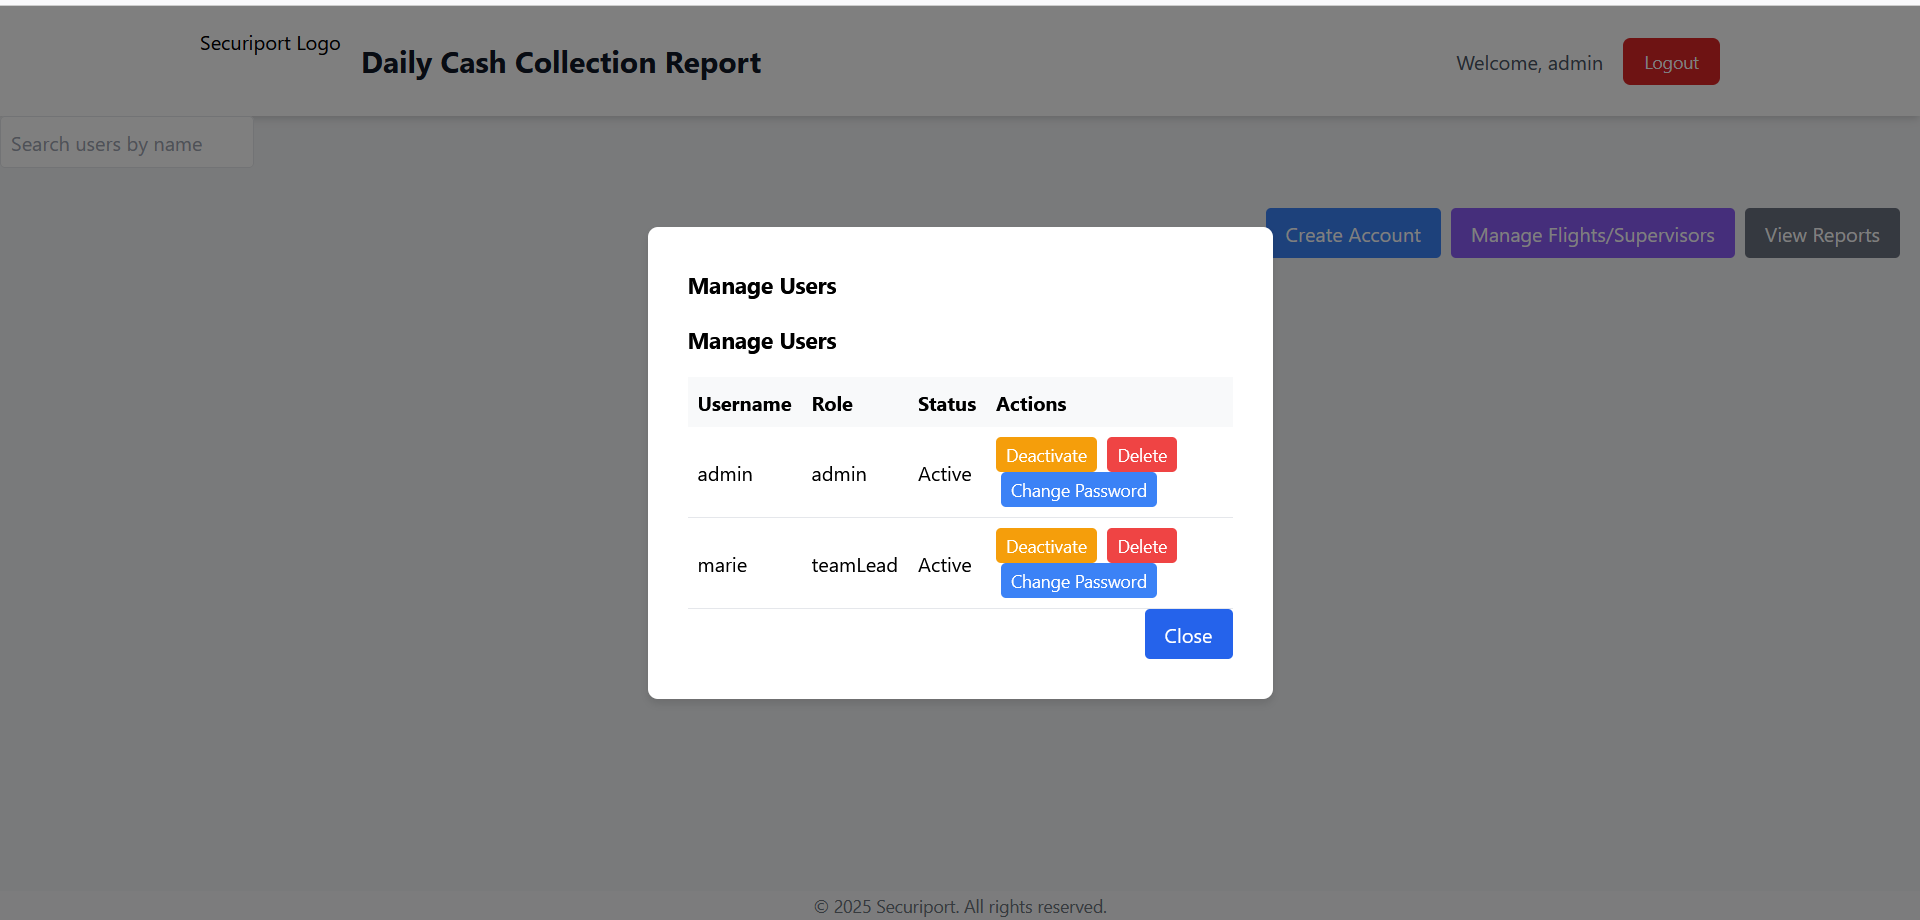 Securiport Logo
Daily Cash Collection Report
Welcome, admin
Logout
Search users by name
Create Account
Manage Flights/Supervisors
View Reports
Manage Users
Manage Users
Username Role Status Actions
admin admin Active Deactivate Delete
Change Password
marie teamLead Active Deactivate Delete
Change Password
Close
© 2025 Securiport. All rights reserved.